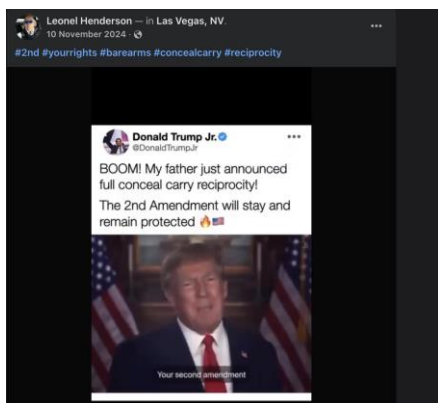 Leonel Henderson — in Las Vegas, NV.
10 November 2024 ·
#2nd #yourrights #barearms #concealcarry #reciprocity
Donald Trump Jr.
@DonaldTrumpJr
BOOM! My father just announced
full conceal carry reciprocity!
The 2nd Amendment will stay and
remain protected 🔥🇺🇸
Your second amendment